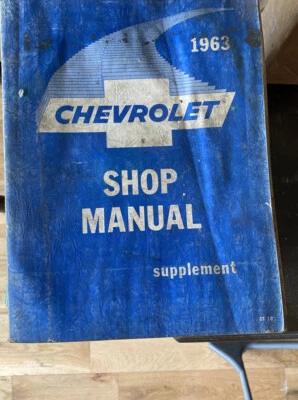 1963
CHEVROLET
SHOP
MANUAL
supplement